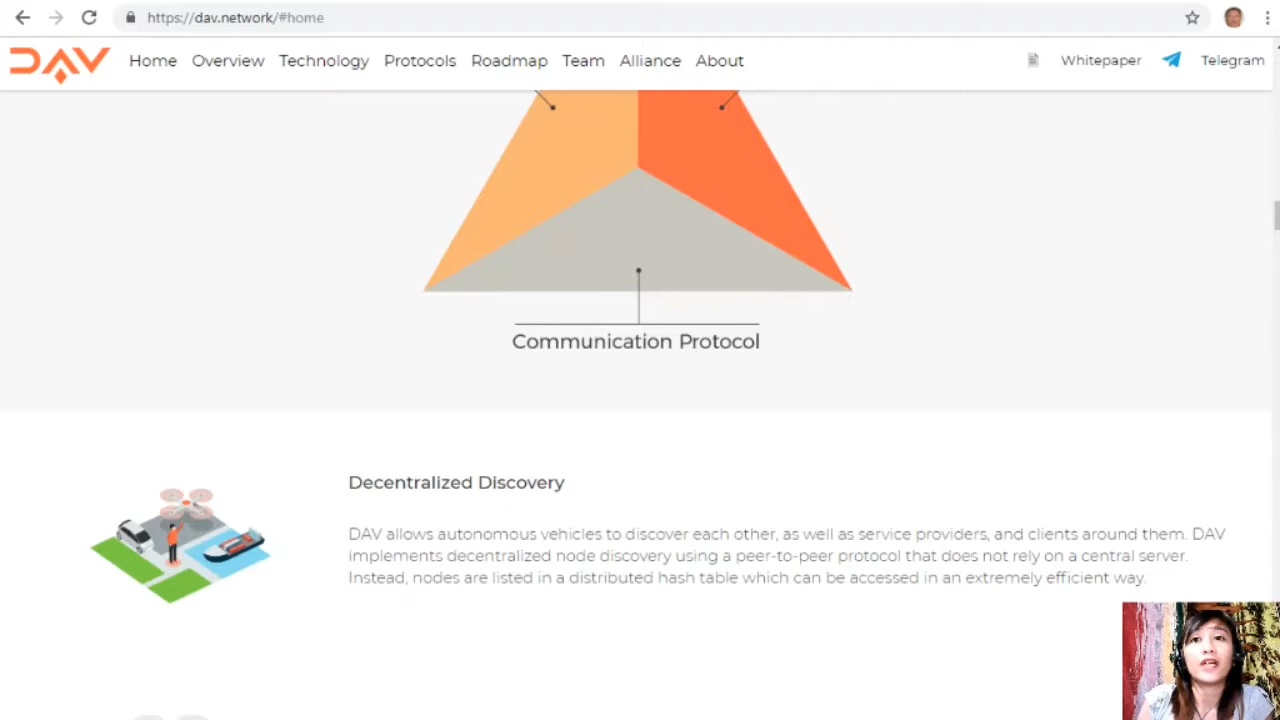 https://dav.network/#home
DAV Home Overview Technology Protocols Roadmap Team Alliance About Whitepaper Telegram
Communication Protocol
Decentralized Discovery
DAV allows autonomous vehicles to discover each other, as well as service providers, and clients around them. DAV
implements decentralized node discovery using a peer-to-peer protocol that does not rely on a central server.
Instead, nodes are listed in a distributed hash table which can be accessed in an extremely efficient way.